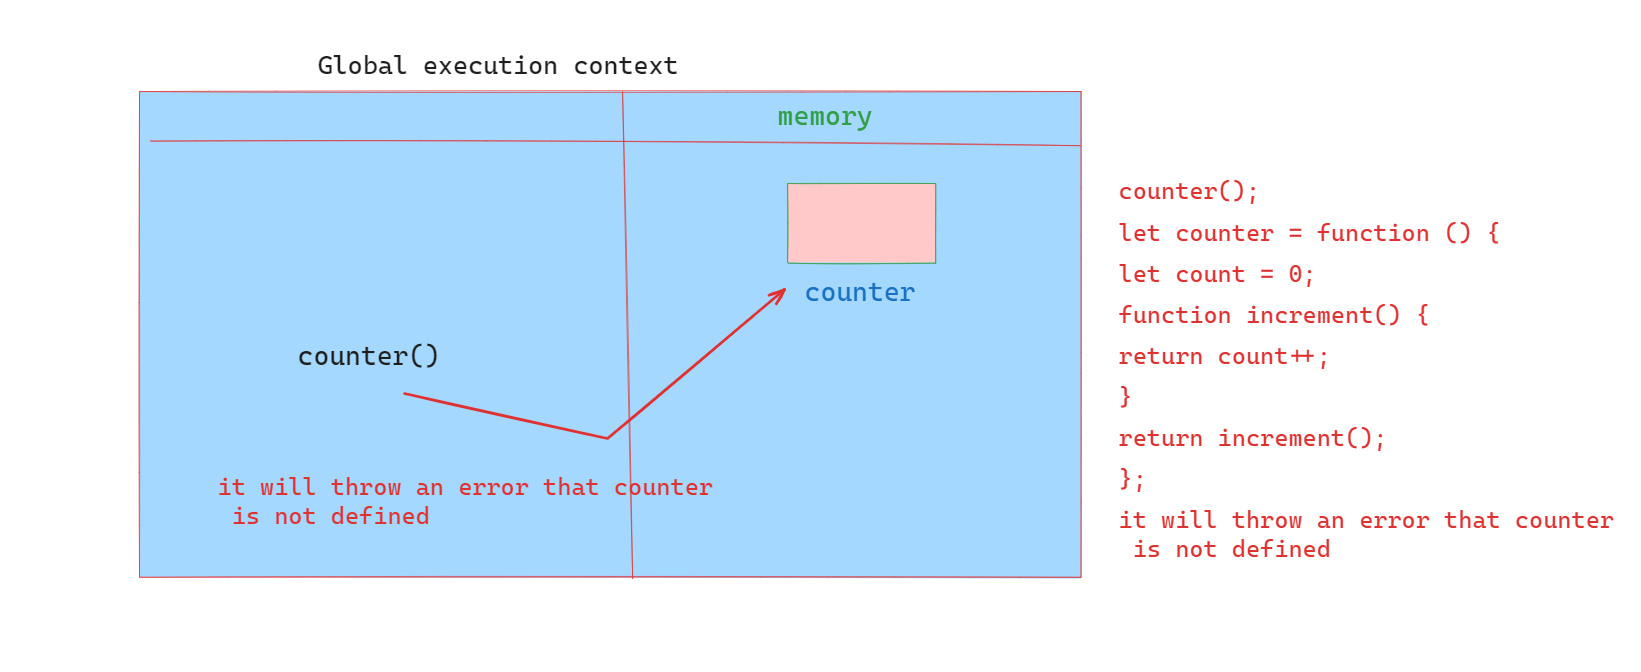 Global execution context
memory
counter
counter()
it will throw an error that counter
is not defined
counter();
let counter = function () {
let count = 0;
function increment() {
return count++;
}
return increment();
};
it will throw an error that counter
is not defined